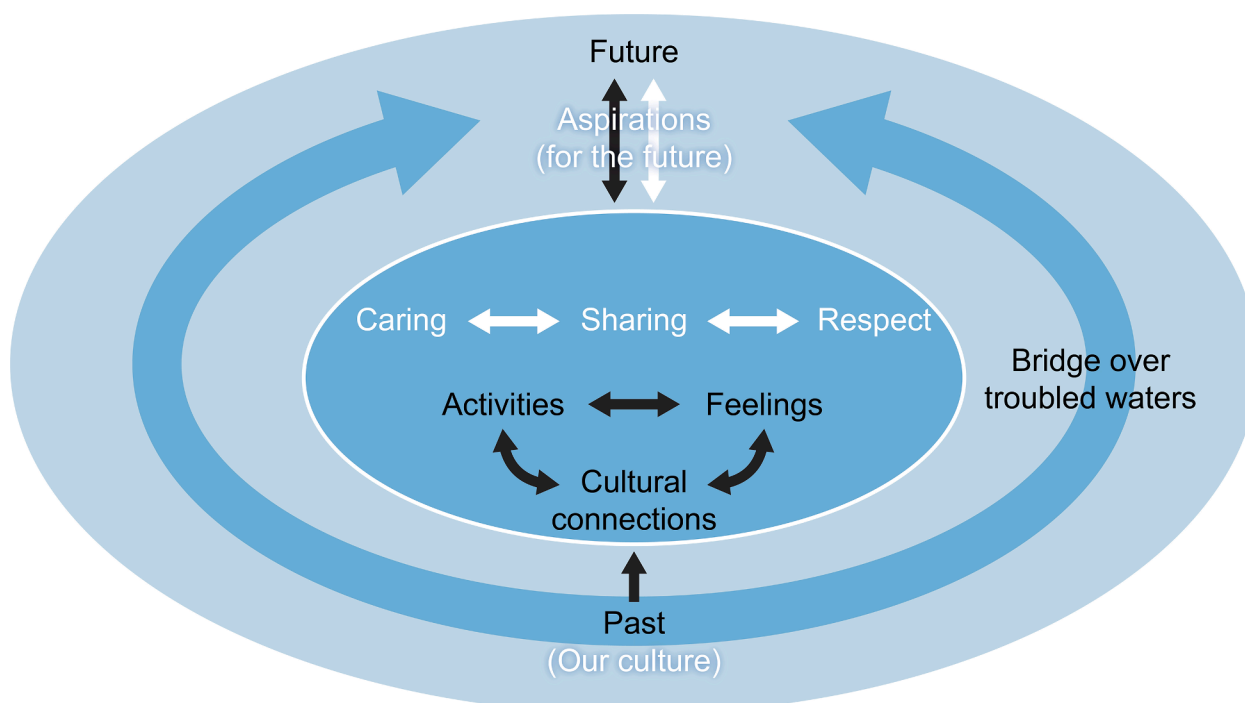 Future
Aspirations
(for the future)
Caring
Sharing
Respect
Bridge over
troubled waters
Activities
Feelings
Cultural
connections
Past
(Our culture)